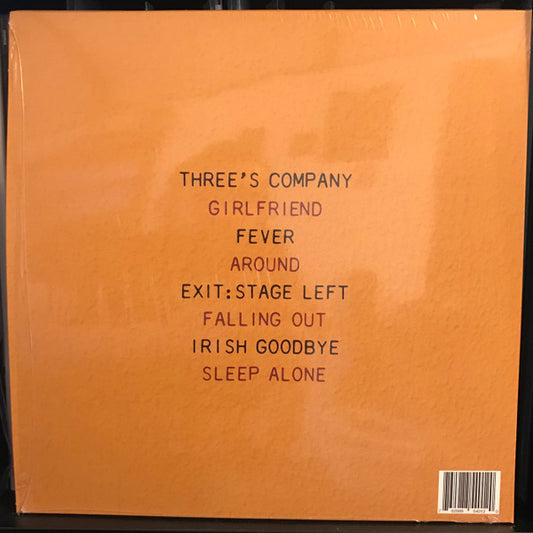 THREE'S COMPANY
GIRLFRIEND
FEVER
AROUND
EXIT:STAGE LEFT
FALLING OUT
IRISH GOODBYE
SLEEP ALONE